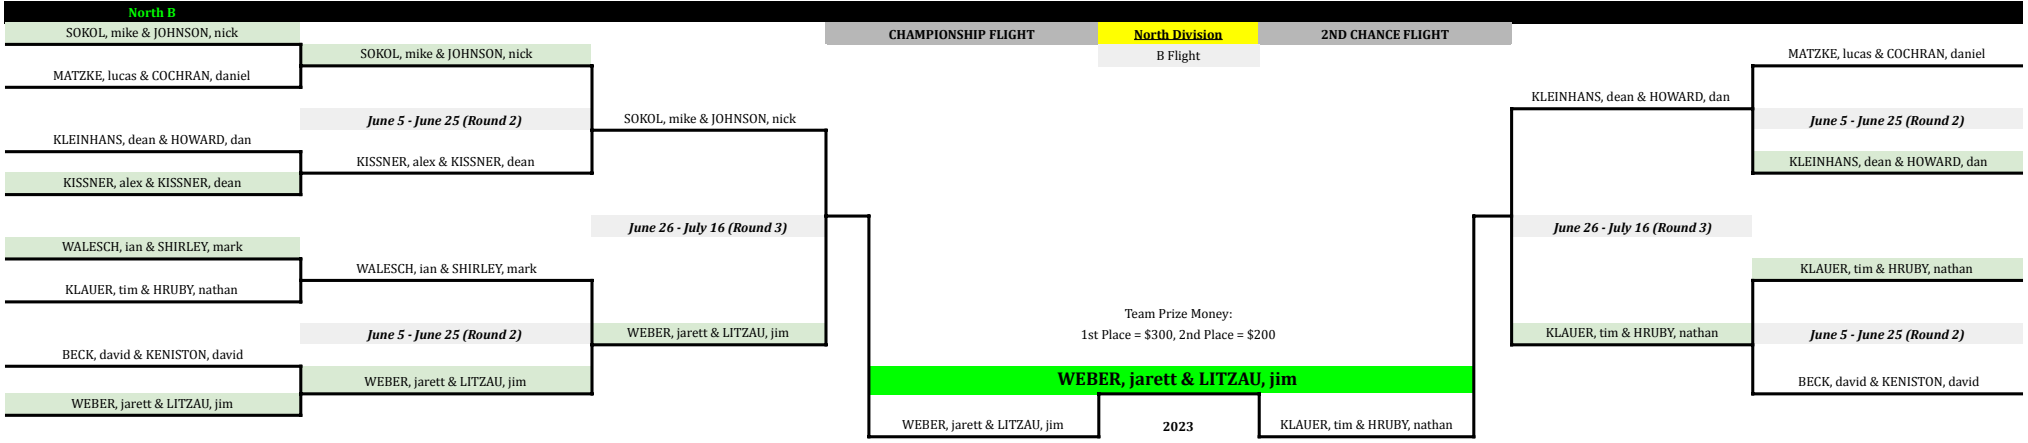 North B
SOKOL, mike & JOHNSON, nick
CHAMPIONSHIP FLIGHT
North Division
2ND CHANCE FLIGHT
SOKOL, mike & JOHNSON, nick
B Flight
MATZKE, lucas & COCHRAN, daniel
MATZKE, lucas & COCHRAN, daniel
KLEINHANS, dean & HOWARD, dan
June 5 - June 25 (Round 2)
SOKOL, mike & JOHNSON, nick
June 5 - June 25 (Round 2)
KLEINHANS, dean & HOWARD, dan
KISSNER, alex & KISSNER, dean
KLEINHANS, dean & HOWARD, dan
KISSNER, alex & KISSNER, dean
June 26 - July 16 (Round 3)
June 26 - July 16 (Round 3)
WALESCH, ian & SHIRLEY, mark
WALESCH, ian & SHIRLEY, mark
KLAUER, tim & HRUBY, nathan
KLAUER, tim & HRUBY, nathan
Team Prize Money:
June 5 - June 25 (Round 2)
WEBER, jarett & LITZAU, jim
1st Place = $300, 2nd Place = $200
KLAUER, tim & HRUBY, nathan
June 5 - June 25 (Round 2)
BECK, david & KENISTON, david
WEBER, jarett & LITZAU, jim
WEBER, jarett & LITZAU, jim
BECK, david & KENISTON, david
WEBER, jarett & LITZAU, jim
WEBER, jarett & LITZAU, jim
2023
KLAUER, tim & HRUBY, nathan